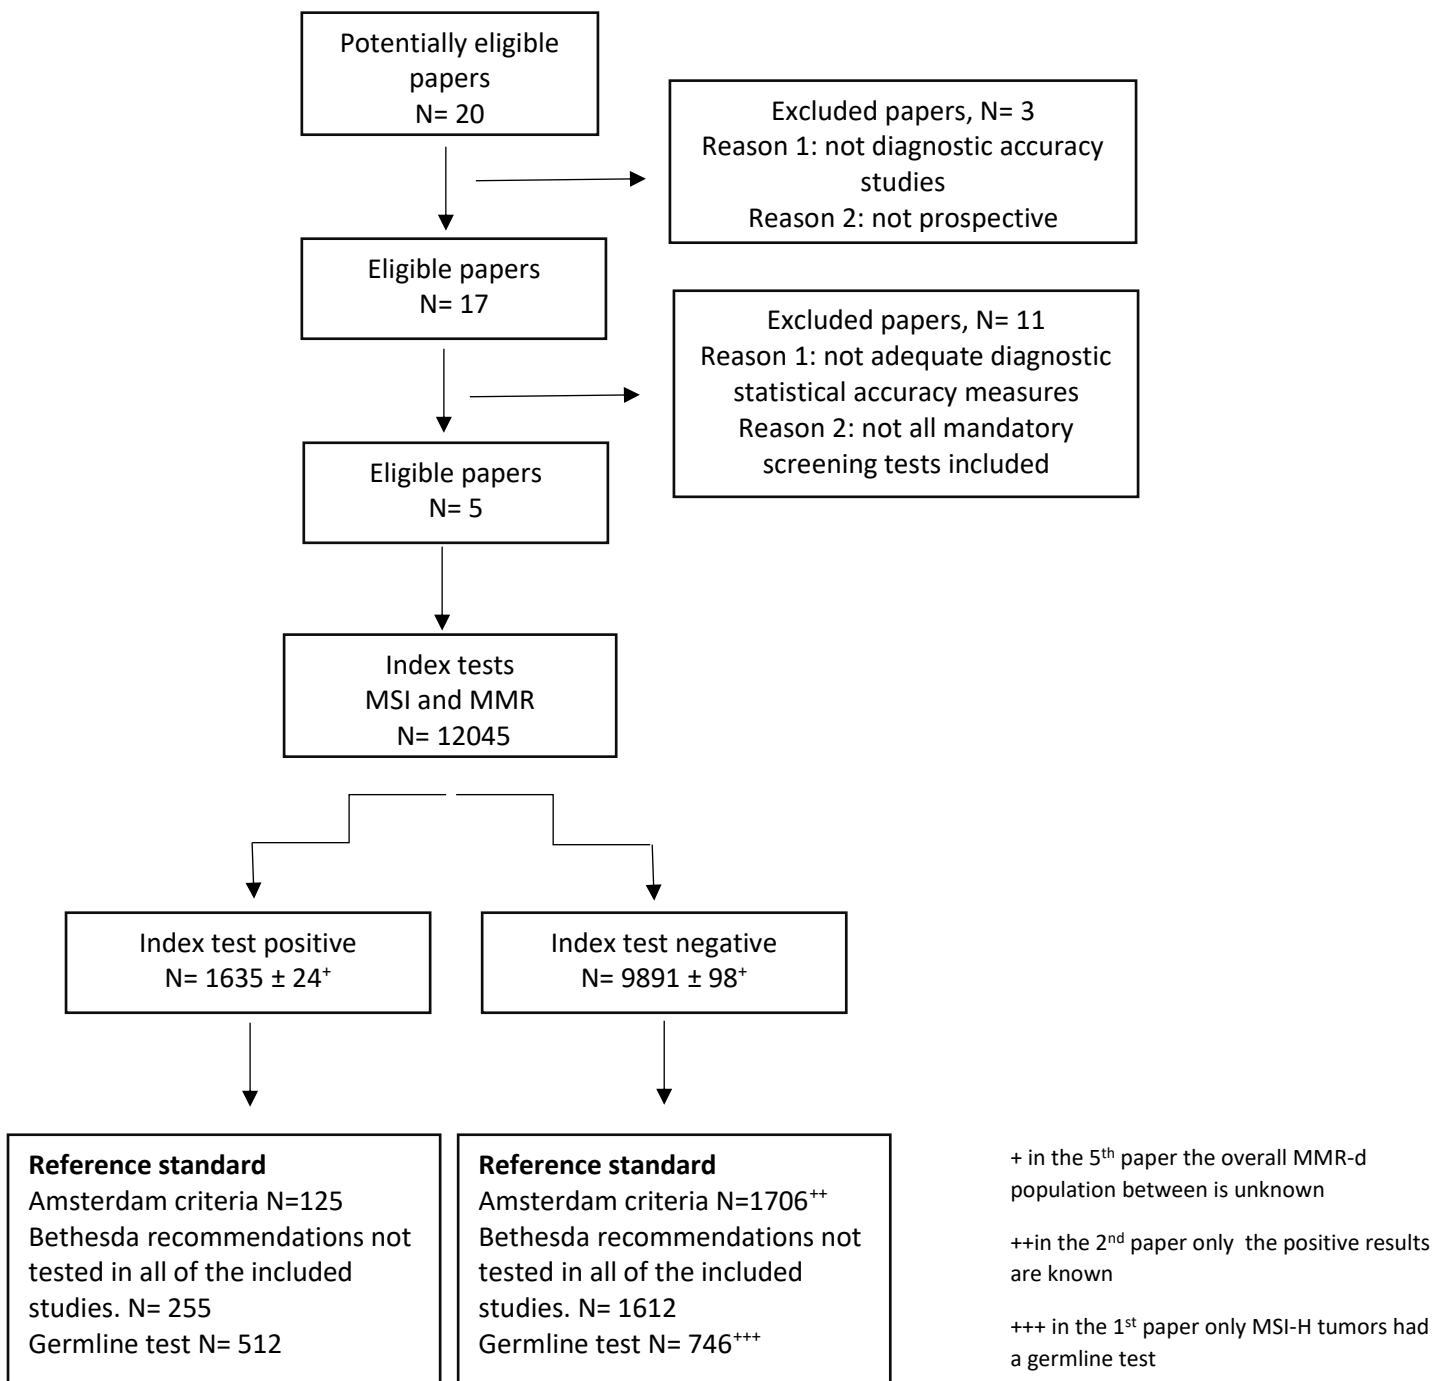 Potentially eligible
papers
N= 20
Excluded papers, N= 3
Reason 1: not diagnostic accuracy
studies
Reason 2: not prospective
Eligible papers
N= 17
Excluded papers, N= 11
Reason 1: not adequate diagnostic
statistical accuracy measures
Reason 2: not all mandatory
screening tests included
Eligible papers
N= 5
Index tests
MSI and MMR
N= 12045
Index test positive
N= 1635 ± 24⁺
Index test negative
N= 9891 ± 98⁺
Reference standard
Amsterdam criteria N=125
Bethesda recommendations not
tested in all of the included
studies. N= 255
Germline test N= 512
Reference standard
Amsterdam criteria N=1706⁺⁺
Bethesda recommendations not
tested in all of the included
studies. N= 1612
Germline test N= 746⁺⁺⁺
+ in the 5ᵗʰ paper the overall MMR-d
population between is unknown
++in the 2ⁿᵈ paper only the positive results
are known
+++ in the 1ˢᵗ paper only MSI-H tumors had
a germline test